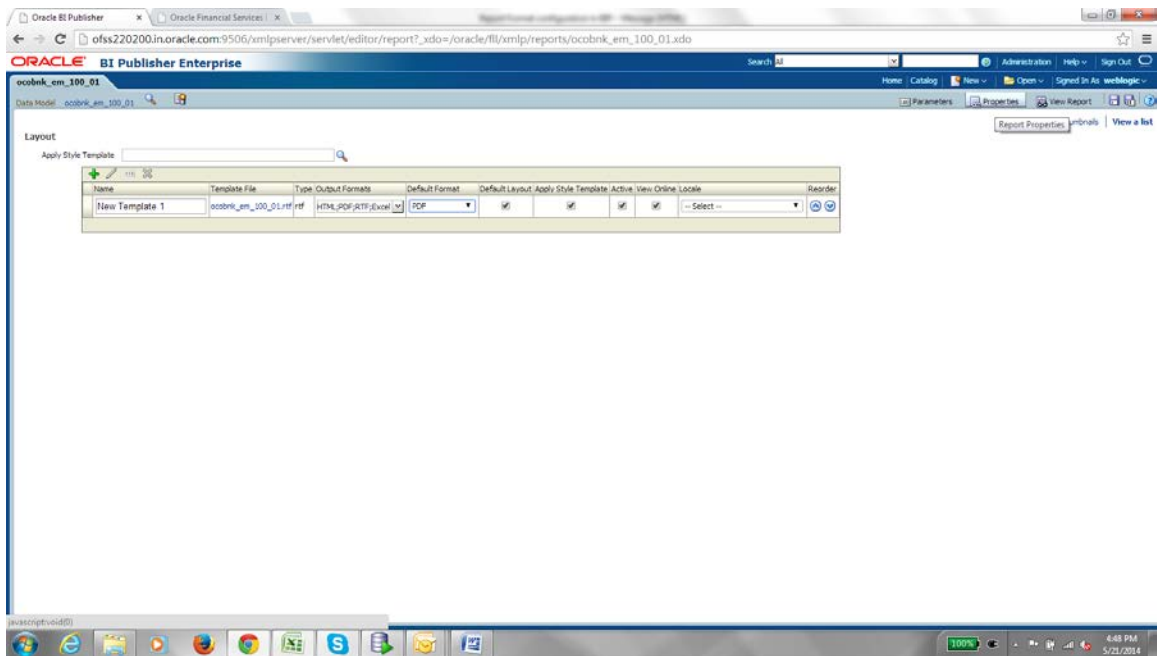 Oracle BI Publisher
Oracle Financial Services
ofss220200.in.oracle.com:9506/xmlpserver/servlet/editor/report?_xdo=/oracle/fll/xmlp/reports/ocobnk_em_100_01.xdo
ORACLE BI Publisher Enterprise
Search All
Administration Help Sign Out
ocobnk_em_100_01
Home Catalog New Open Signed In As weblogic
Data Model ocobnk_em_100_01
Parameters Properties View Report
Report Properties View a list
Layout
Apply Style Template
Name Template File Type Output Formats Default Format Default Layout Apply Style Template Active View Online Locale Reorder
New Template 1 ocobnk_em_100_01.rtf rtf HTML;PDF;RTF;Excel PDF -- Select --
javascript:void(0)
100%
4:48 PM
5/21/2014